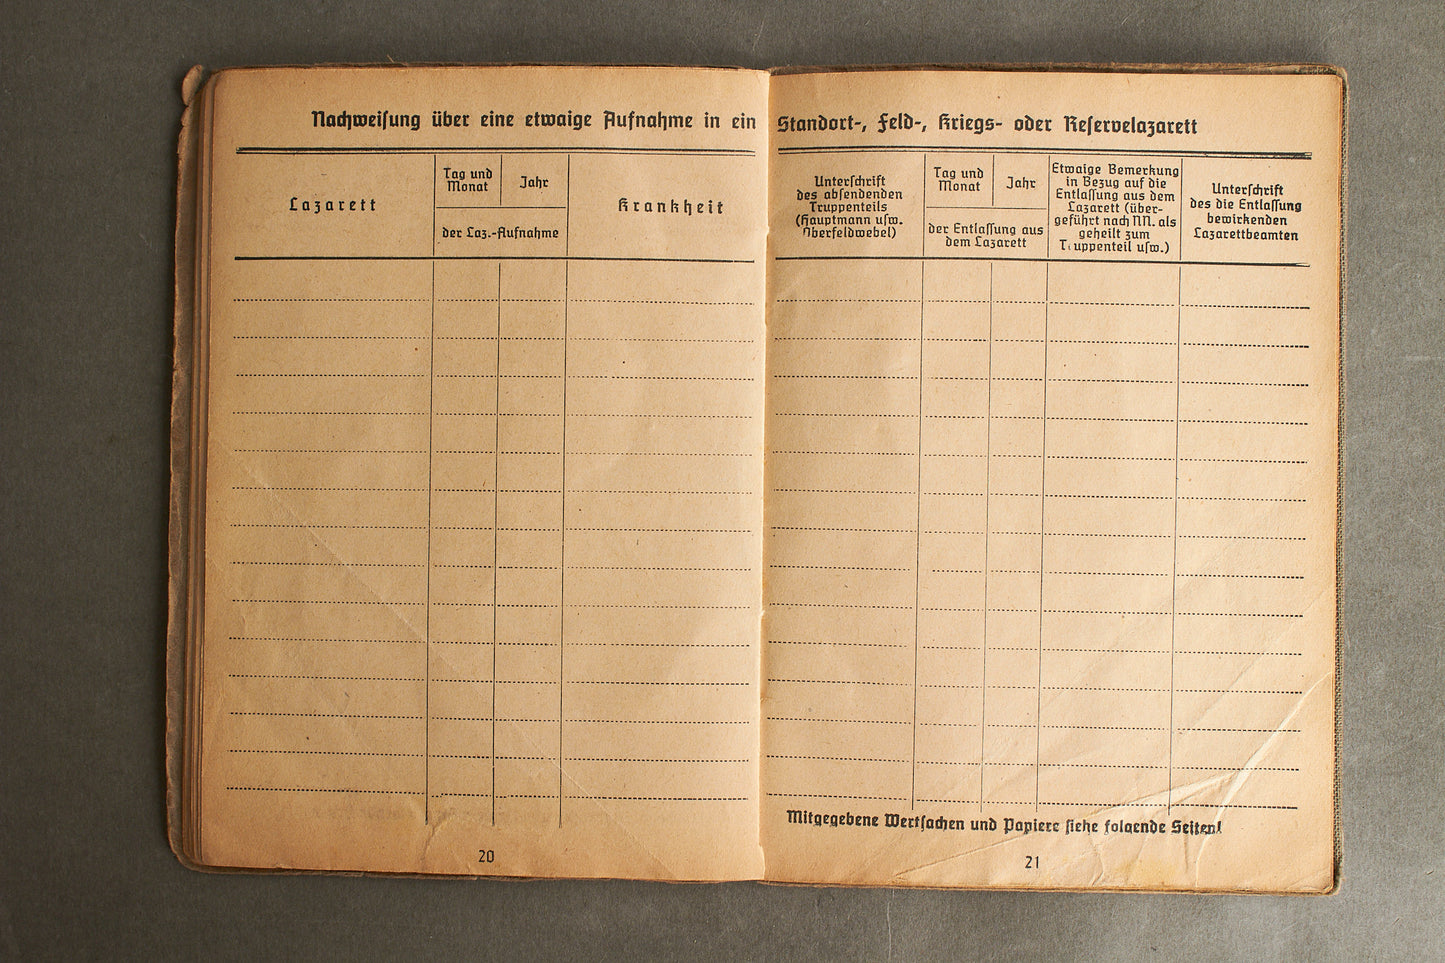 Nachweisung über eine etwaige Aufnahme in ein Standort-, Feld-, Kriegs- oder Reservelazarett
Lazarett
Tag und
Monat
Jahr
der Laz.-Aufnahme
Krankheit
Unterschrift
des absendenden
Truppenteils
(Hauptmann usw.
Oberfeldwebel)
Tag und
Monat
Jahr
der Entlassung aus
dem Lazarett
Etwaige Bemerkung
in Bezug auf die
Entlassung aus dem
Lazarett (über-
geführt nach NN. als
geheilt zum
Truppenteil usw.)
Unterschrift
des die Entlassung
bewirkenden
Lazarettbeamten
Mitgegebene Wertsachen und Papiere siehe folgende Seiten!
20
21